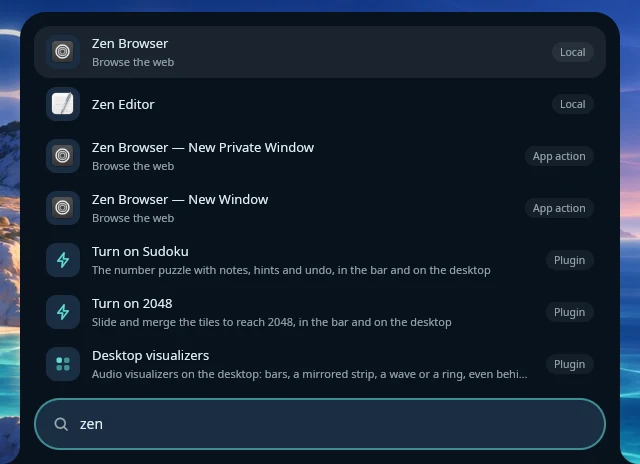 Zen Browser
Browse the web
Local
Zen Editor
Local
Zen Browser — New Private Window
Browse the web
App action
Zen Browser — New Window
Browse the web
App action
Turn on Sudoku
The number puzzle with notes, hints and undo, in the bar and on the desktop
Plugin
Turn on 2048
Slide and merge the tiles to reach 2048, in the bar and on the desktop
Plugin
Desktop visualizers
Audio visualizers on the desktop: bars, a mirrored strip, a wave or a ring, even behi...
Plugin
zen